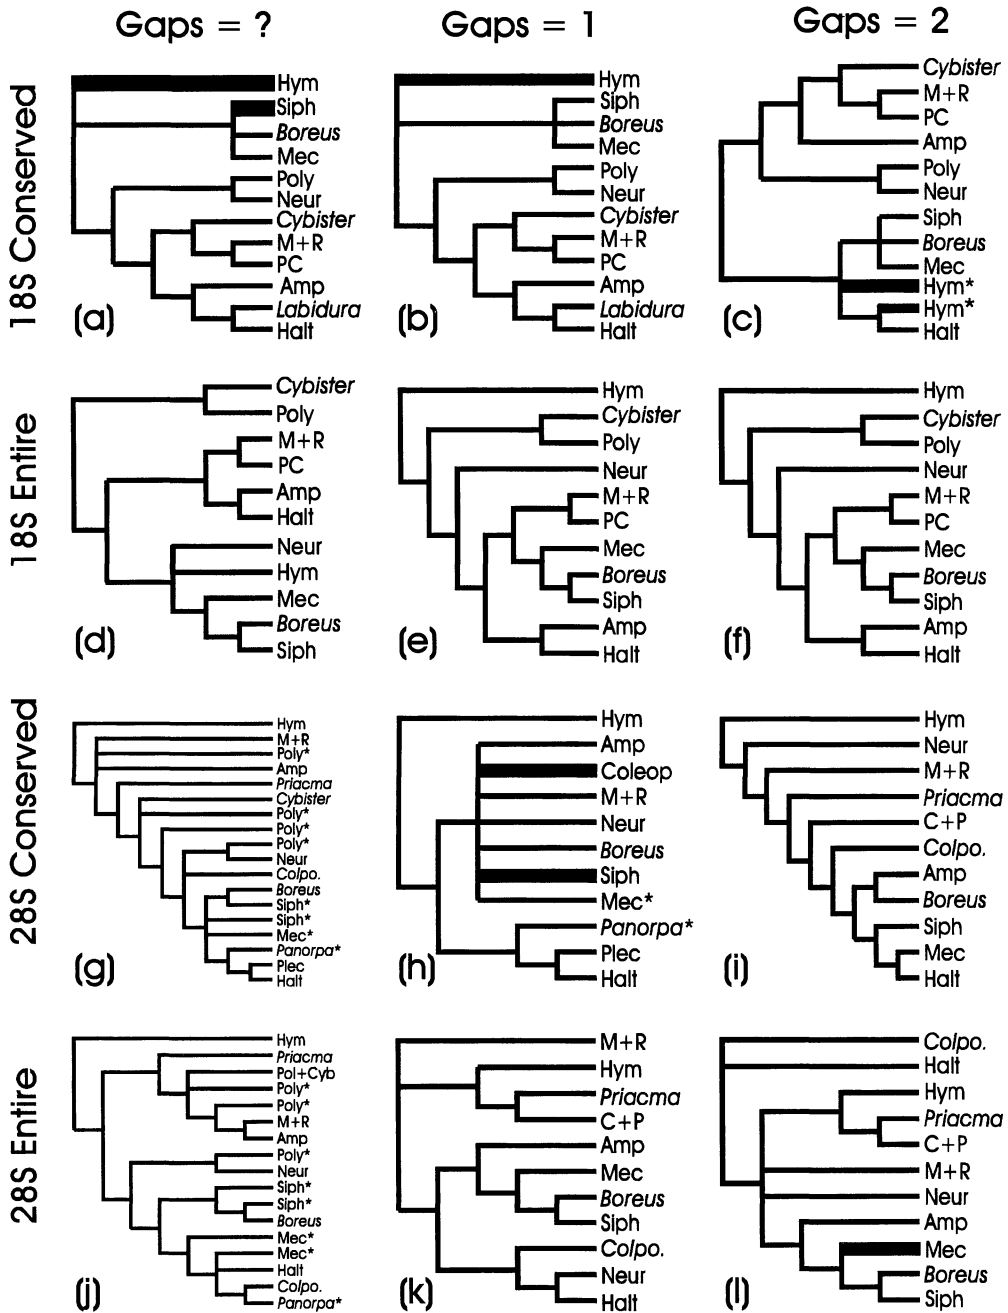 Gaps = ?
Gaps = 1
Gaps = 2
18S Conserved
Hym
Siph
Boreus
Mec
Poly
Neur
Cybister
M+R
PC
Amp
Labidura
Halt
(a)
Hym
Siph
Boreus
Mec
Poly
Neur
Cybister
M+R
PC
Amp
Labidura
Halt
(b)
Cybister
M+R
PC
Amp
Poly
Neur
Siph
Boreus
Mec
Hym*
Hym*
Halt
(c)
18S Entire
Cybister
Poly
M+R
PC
Amp
Halt
Neur
Hym
Mec
Boreus
Siph
(d)
Hym
Cybister
Poly
Neur
M+R
PC
Mec
Boreus
Siph
Amp
Halt
(e)
Hym
Cybister
Poly
Neur
M+R
PC
Mec
Boreus
Siph
Amp
Halt
(f)
28S Conserved
Hym
M+R
Poly*
Amp
Priacma
Cybister
Poly*
Poly*
Poly*
Neur
Colpo.
Boreus
Siph*
Siph*
Mec*
Panorpa*
Plec
Halt
(g)
Hym
Amp
Coleop
M+R
Neur
Boreus
Siph
Mec*
Panorpa*
Plec
Halt
(h)
Hym
Neur
M+R
Priacma
C+P
Colpo.
Amp
Boreus
Siph
Mec
Halt
(i)
28S Entire
Hym
Priacma
Pol+Cyb
Poly*
Poly*
M+R
Amp
Poly*
Neur
Siph*
Siph*
Boreus
Mec*
Mec*
Halt
Colpo.
Panorpa*
(j)
M+R
Hym
Priacma
C+P
Amp
Mec
Boreus
Siph
Colpo.
Neur
Halt
(k)
Colpo.
Halt
Hym
Priacma
C+P
M+R
Neur
Amp
Mec
Boreus
Siph
(l)